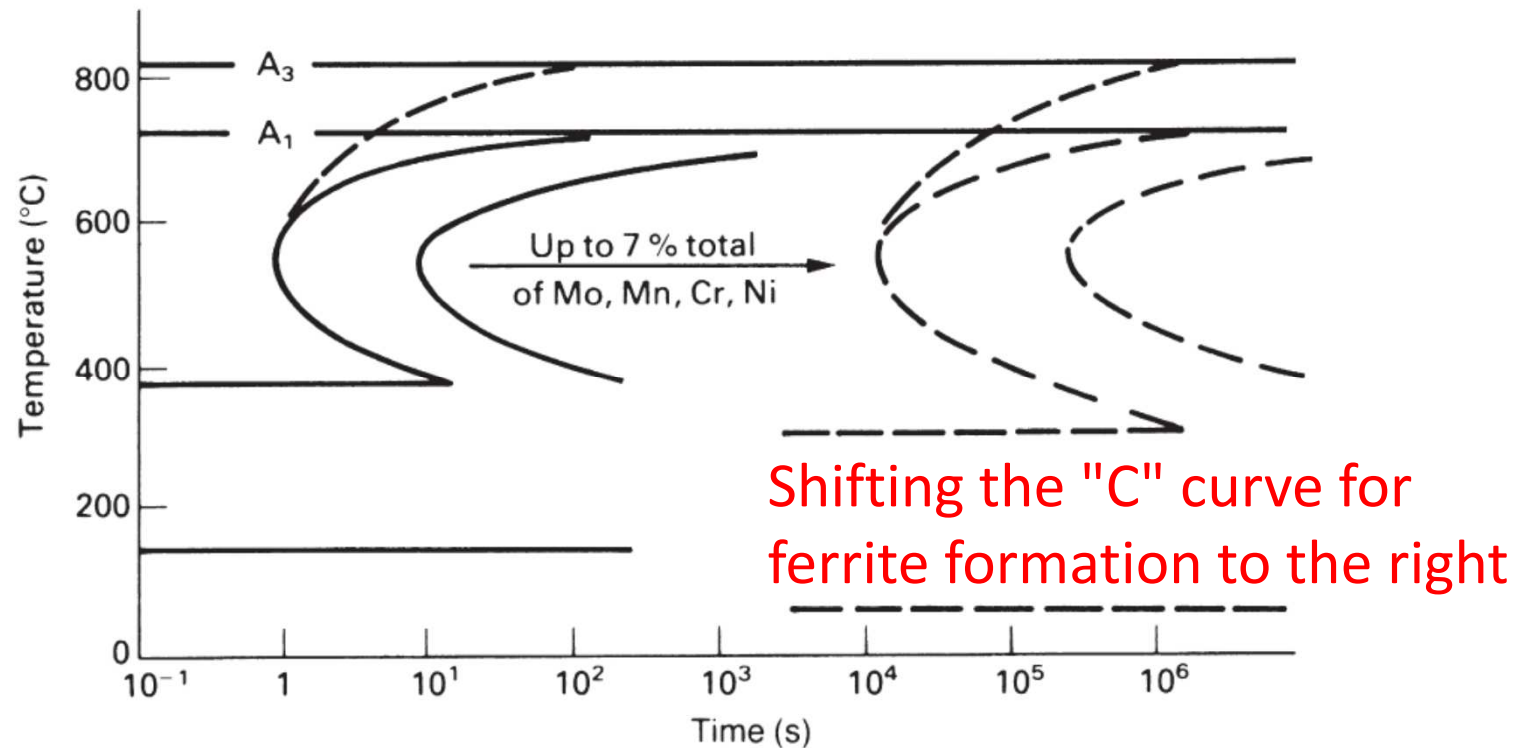 A₃
800
A₁
600
Up to 7 % total
of Mo, Mn, Cr, Ni
400
Shifting the "C" curve for
200
ferrite formation to the right
0
10⁻¹ 1 10¹ 10² 10³ 10⁴ 10⁵ 10⁶
Time (s)
Temperature (°C)